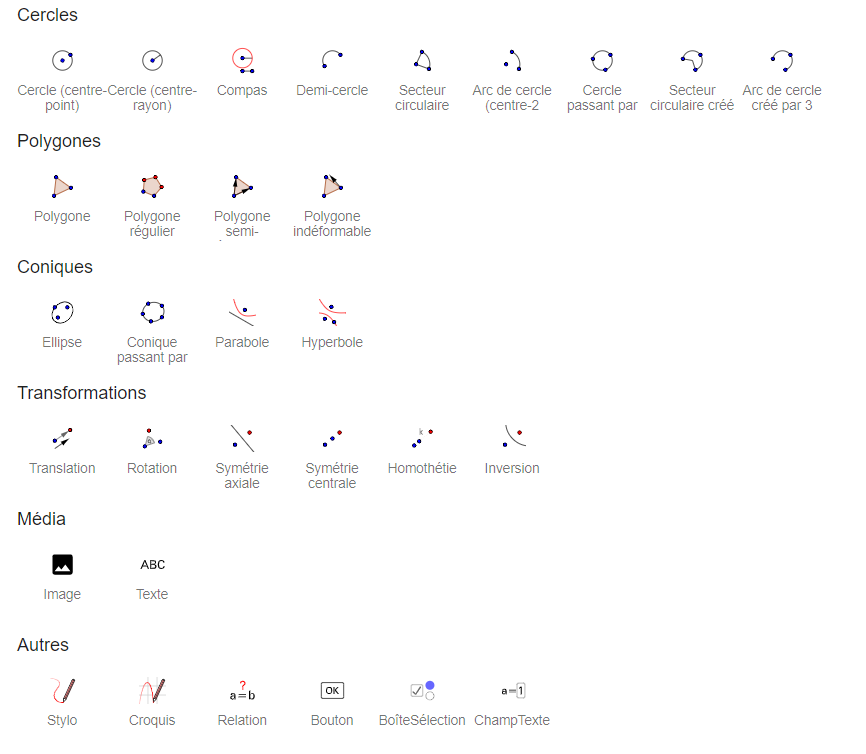 Cercles
Cercle (centre-point)
Cercle (centre-rayon)
Compas
Demi-cercle
Secteur circulaire
Arc de cercle (centre-2
Cercle passant par
Secteur circulaire créé
Arc de cercle créé par 3
Polygones
Polygone
Polygone régulier
Polygone semi-
Polygone indéformable
Coniques
Ellipse
Conique passant par
Parabole
Hyperbole
Transformations
Translation
Rotation
Symétrie axiale
Symétrie centrale
Homothétie
Inversion
Média
ABC
Image
Texte
Autres
?
a=b
OK
a=1
Stylo
Croquis
Relation
Bouton
BoîteSélection
ChampTexte